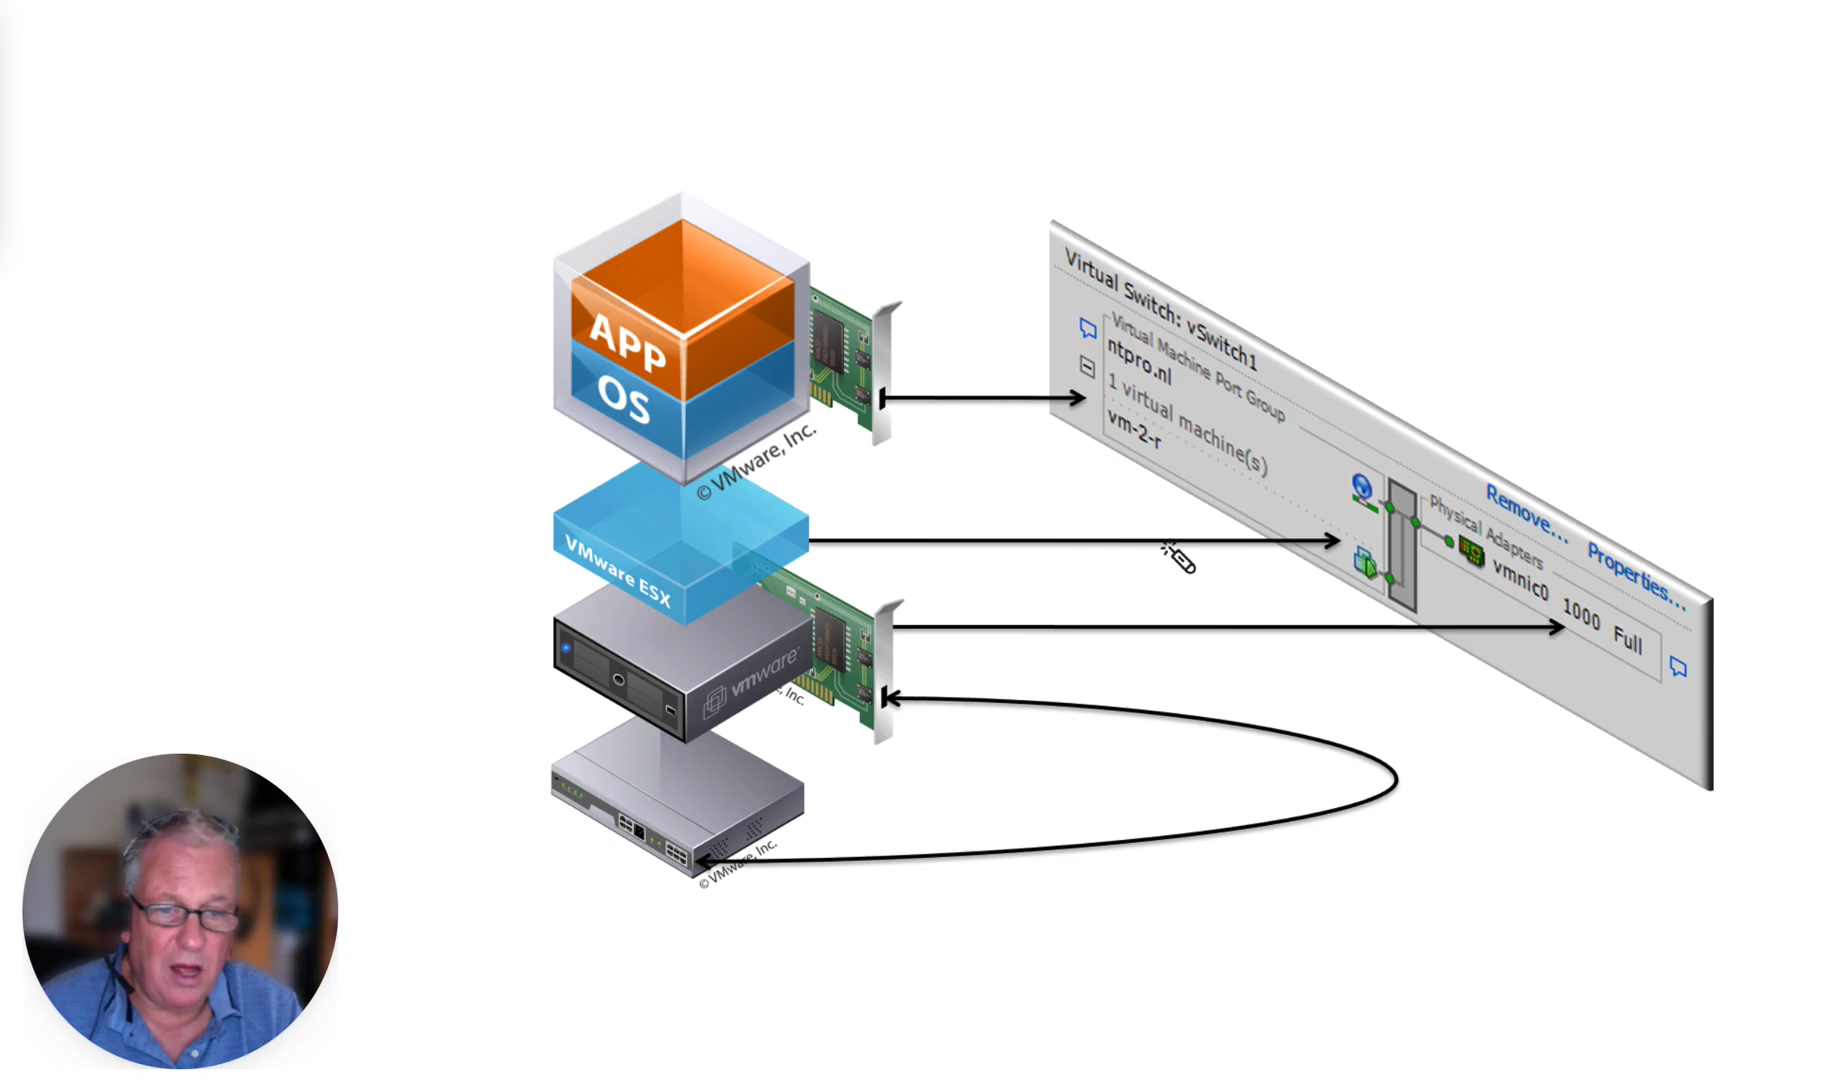 APP
OS
© VMware, Inc.
VMware ESX
vmware
Inc.
© VMware, Inc.
Virtual Switch: vSwitch1
Virtual Machine Port Group
ntpro.nl
1 virtual machine(s)
vm-2-r
Remove...
Properties...
Physical Adapters
vmnic0 1000 Full